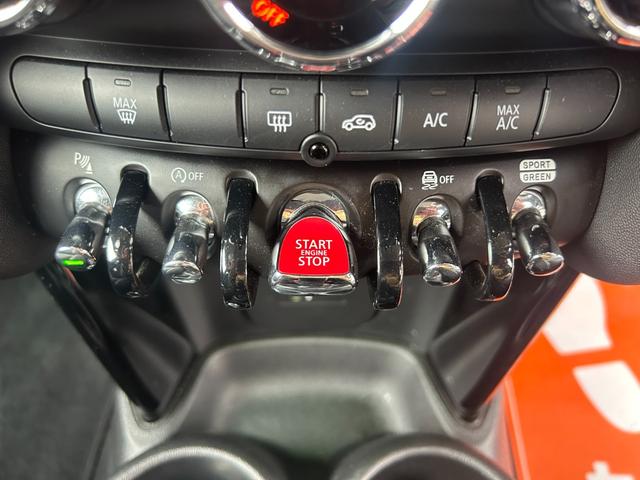 OFF
MAX
A/C
MAX
A/C
P
A OFF
START
ENGINE
STOP
OFF
SPORT
GREEN